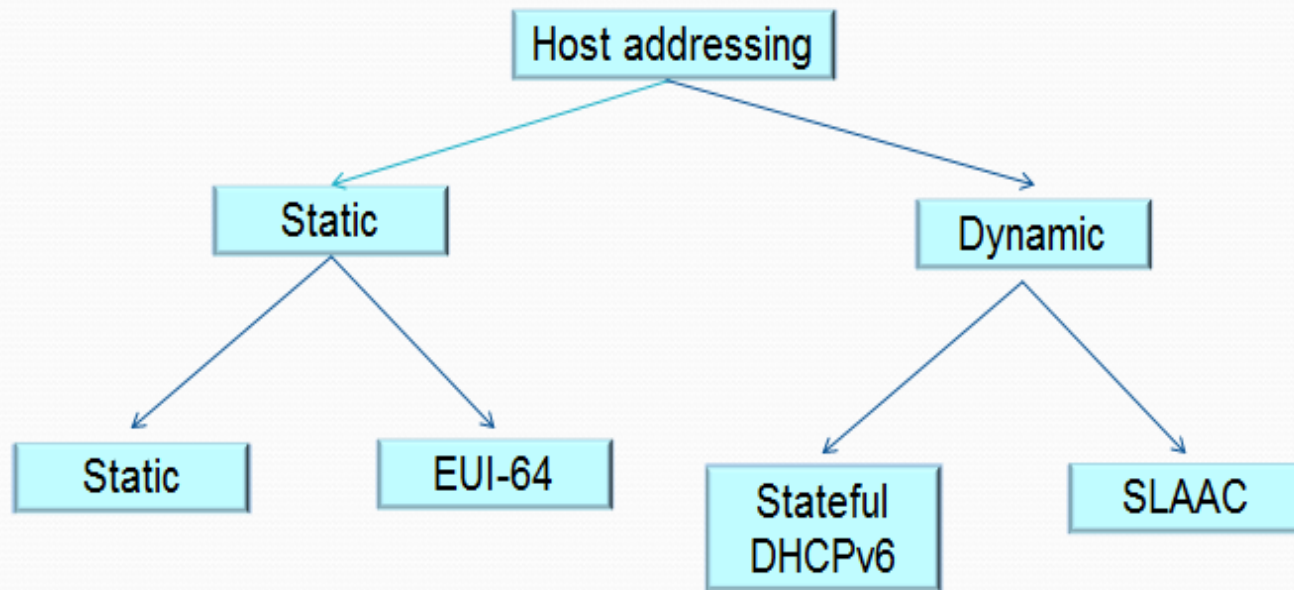 Host addressing
Static
Dynamic
Static
EUI-64
Stateful
DHCPv6
SLAAC